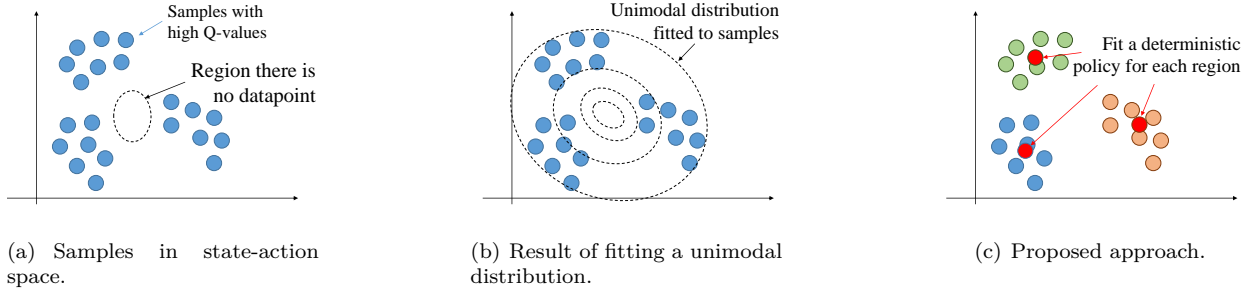 Samples with
high Q-values
Region there is
no datapoint
(a) Samples in state-action
space.
Unimodal distribution
fitted to samples
(b) Result of fitting a unimodal
distribution.
Fit a deterministic
policy for each region
(c) Proposed approach.